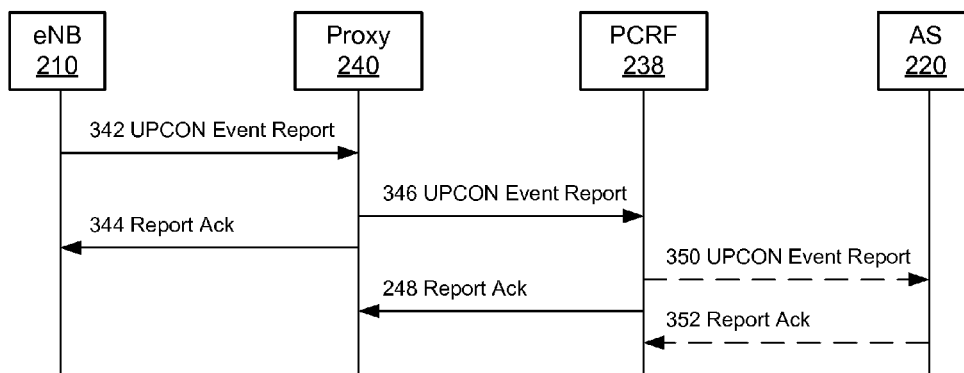 eNB
210
Proxy
240
PCRF
238
AS
220
342 UPCON Event Report
346 UPCON Event Report
344 Report Ack
350 UPCON Event Report
248 Report Ack
352 Report Ack